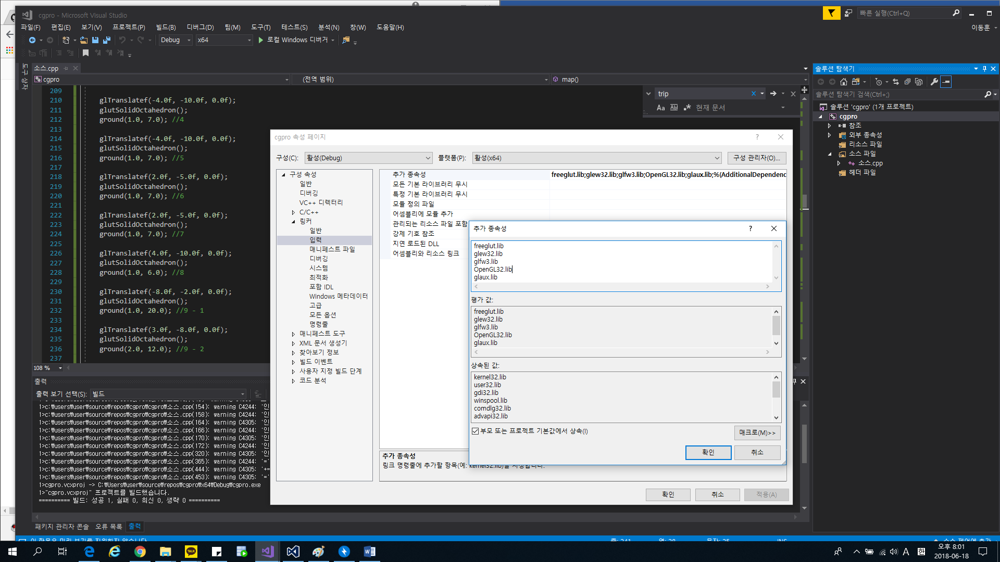 cgpro - Microsoft Visual Studio
빠른 실행(Ctrl+Q)
파일(F) 편집(E) 보기(V) 프로젝트(P) 빌드(B) 디버그(D) 팀(M) 도구(T) 테스트(S) 분석(N) 창(W) 도움말(H)
이동훈
Debug x64 로컬 Windows 디버거
도구 상자
소스.cpp
cgpro (전역 범위) map()
trip
Aa Abl 현재 문서
209
210 glTranslatef(-4.0f, -10.0f, 0.0f);
211 glutSolidOctahedron();
212 ground(1.0, 7.0); //4
213
214 glTranslatef(-4.0f, -10.0f, 0.0f);
215 glutSolidOctahedron();
216 ground(1.0, 7.0); //5
217
218 glTranslatef(2.0f, -5.0f, 0.0f);
219 glutSolidOctahedron();
220 ground(1.0, 7.0); //6
221
222 glTranslatef(2.0f, -5.0f, 0.0f);
223 glutSolidOctahedron();
224 ground(1.0, 7.0); //7
225
226 glTranslatef(4.0f, -10.0f, 0.0f);
227 glutSolidOctahedron();
228 ground(1.0, 6.0); //8
229
230 glTranslatef(-8.0f, -2.0f, 0.0f);
231 glutSolidOctahedron();
232 ground(1.0, 20.0); //9 - 1
233
234 glTranslatef(3.0f, -8.0f, 0.0f);
235 glutSolidOctahedron();
236 ground(2.0, 12.0); //9 - 2
237
108 %
출력
출력 보기 선택(S): 빌드
1>c:₩users₩user₩source₩repos₩cgpro₩cgpro₩소스.cpp(154): warning C4244: '인
1>c:₩users₩user₩source₩repos₩cgpro₩cgpro₩소스.cpp(158): warning C4244: '인
1>c:₩users₩user₩source₩repos₩cgpro₩cgpro₩소스.cpp(164): warning C4305: '인
1>c:₩users₩user₩source₩repos₩cgpro₩cgpro₩소스.cpp(166): warning C4244: '인
1>c:₩users₩user₩source₩repos₩cgpro₩cgpro₩소스.cpp(170): warning C4305: '인
1>c:₩users₩user₩source₩repos₩cgpro₩cgpro₩소스.cpp(172): warning C4244: '인
1>c:₩users₩user₩source₩repos₩cgpro₩cgpro₩소스.cpp(320): warning C4305: '인
1>c:₩users₩user₩source₩repos₩cgpro₩cgpro₩소스.cpp(365): warning C4244: '='
1>c:₩users₩user₩source₩repos₩cgpro₩cgpro₩소스.cpp(444): warning C4305: '+=
1>c:₩users₩user₩source₩repos₩cgpro₩cgpro₩소스.cpp(453): warning C4305: '='
1>cgpro.vcxproj -> C:₩Users₩user₩source₩repos₩cgpro₩x64₩Debug₩cgpro.exe
1>"cgpro.vcxproj" 프로젝트를 빌드했습니다.
========== 빌드: 성공 1, 실패 0, 최신 0, 생략 0 ==========
패키지 관리자 콘솔 오류 목록 출력
cgpro 속성 페이지
구성(C): 활성(Debug) 플랫폼(P): 활성(x64) 구성 관리자(O)...
구성 속성
일반
디버깅
VC++ 디렉터리
C/C++
링커
일반
입력
매니페스트 파일
디버깅
시스템
최적화
포함 IDL
Windows 메타데이터
고급
모든 옵션
명령줄
매니페스트 도구
XML 문서 생성기
찾아보기 정보
빌드 이벤트
사용자 지정 빌드 단계
코드 분석
추가 종속성 freeglut.lib;glew32.lib;glfw3.lib;OpenGL32.lib;glaux.lib;%(AdditionalDependenc
모든 기본 라이브러리 무시
특정 기본 라이브러리 무시
모듈 정의 파일
어셈블리에 모듈 추가
관리되는 리소스 파일 포함
강제 기호 참조
지연 로드된 DLL
어셈블리와 리소스 링크
추가 종속성
링크 명령줄에 추가할 항목(예: kernel32.lib)을 지정합니다.
확인 취소 적용(A)
추가 종속성
freeglut.lib
glew32.lib
glfw3.lib
OpenGL32.lib
glaux.lib
평가 값:
freeglut.lib
glew32.lib
glfw3.lib
OpenGL32.lib
glaux.lib
상속된 값:
kernel32.lib
user32.lib
gdi32.lib
winspool.lib
comdlg32.lib
advapi32.lib
부모 또는 프로젝트 기본값에서 상속(I)
매크로(M)>>
확인 취소
솔루션 탐색기
솔루션 탐색기 검색(Ctrl+;)
솔루션 'cgpro' (1개 프로젝트)
cgpro
참조
외부 종속성
리소스 파일
소스 파일
소스.cpp
헤더 파일
TALK
A 한
오후 8:01
2018-06-18